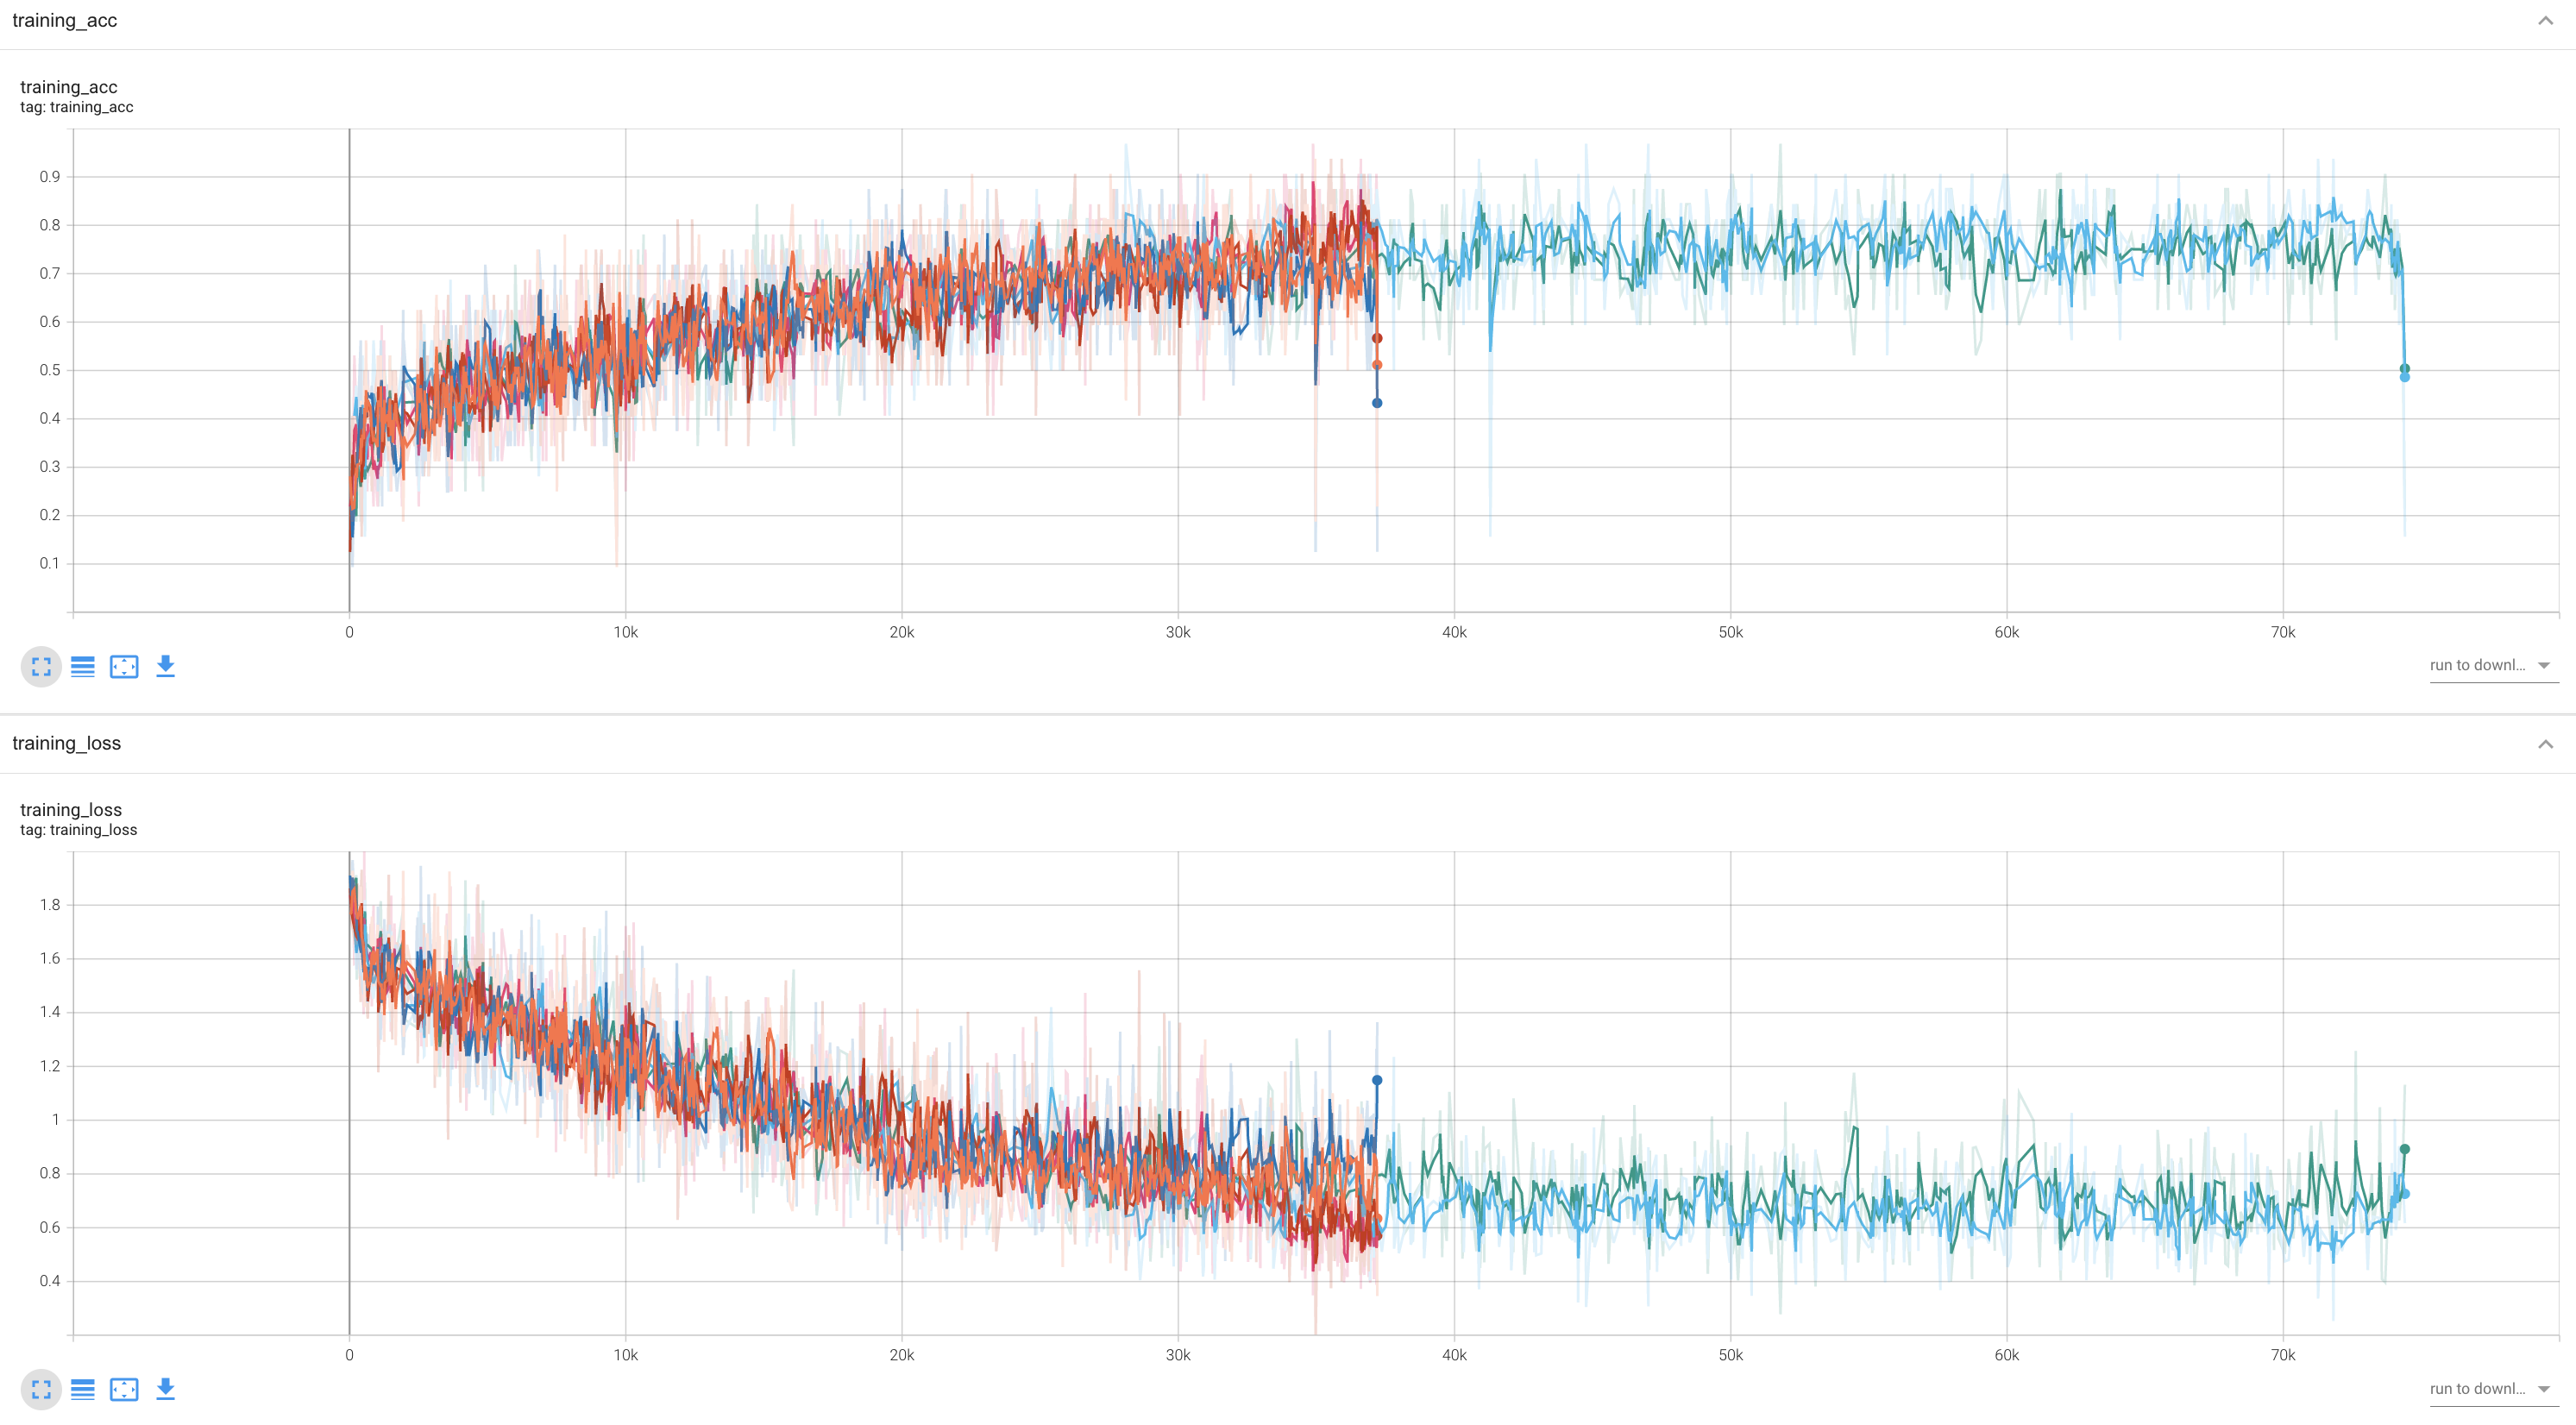 training_acc
training_acc
tag: training_acc
0.9
0.8
0.7
0.6
0.5
0.4
0.3
0.2
0.1
0 10k 20k 30k 40k 50k 60k 70k
run to downl...
training_loss
training_loss
tag: training_loss
1.8
1.6
1.4
1.2
1
0.8
0.6
0.4
0 10k 20k 30k 40k 50k 60k 70k
run to downl...